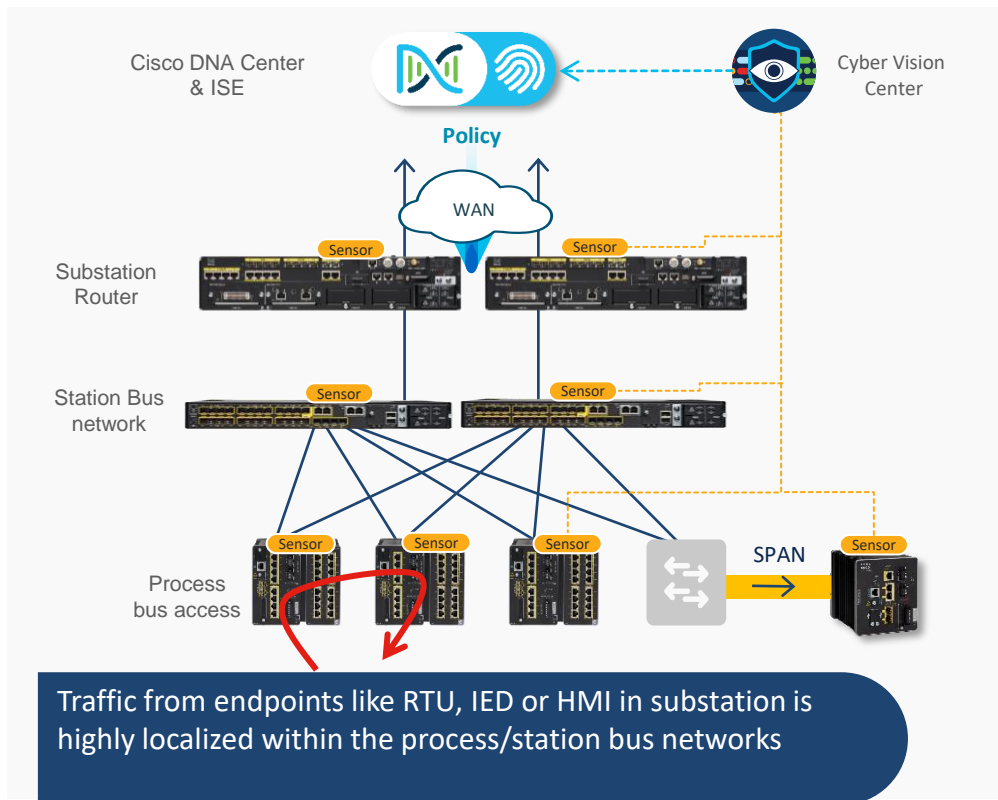 Cisco DNA Center
& ISE
Cyber Vision
Center
Policy
WAN
Sensor
Sensor
Substation
Router
Sensor
Sensor
Station Bus
network
Sensor
Sensor
Sensor
SPAN
Sensor
Process
bus access
Traffic from endpoints like RTU, IED or HMI in substation is
highly localized within the process/station bus networks